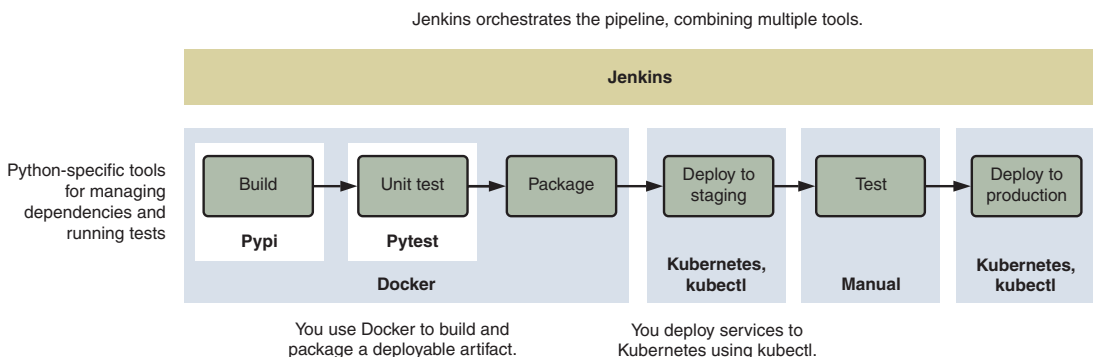 Jenkins orchestrates the pipeline, combining multiple tools.
Jenkins
Python-specific tools
for managing
dependencies and
running tests
Build
Unit test
Package
Deploy to
staging
Test
Deploy to
production
Pypi
Pytest
Docker
Kubernetes,
kubectl
Manual
Kubernetes,
kubectl
You use Docker to build and
package a deployable artifact.
You deploy services to
Kubernetes using kubectl.